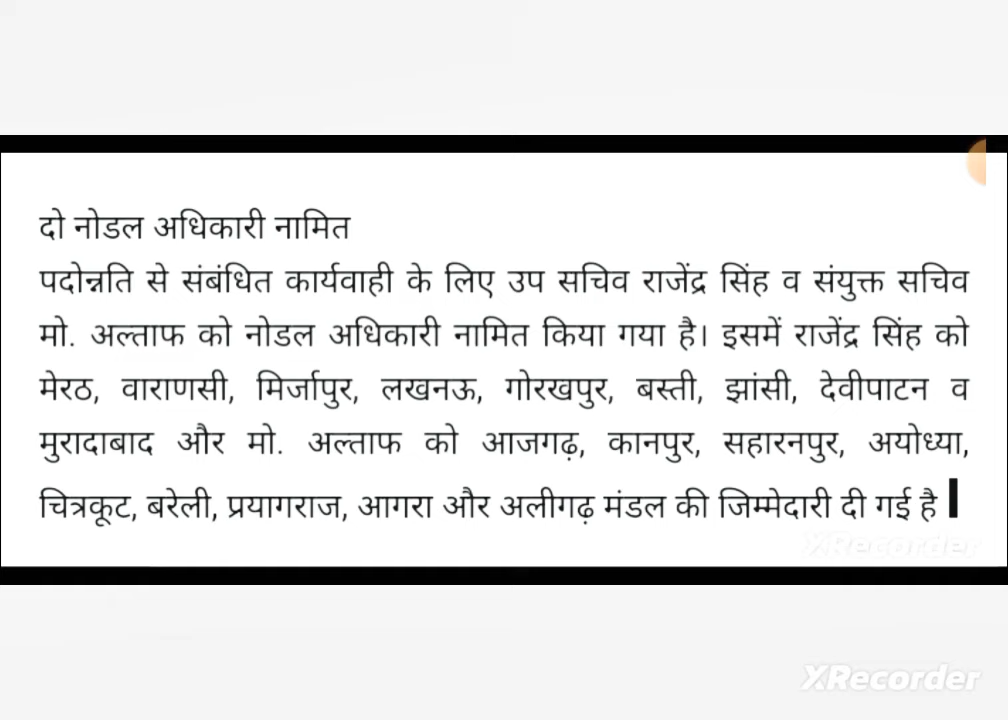 दो नोडल अधिकारी नामित
पदोन्नति से संबंधित कार्यवाही के लिए उप सचिव राजेंद्र सिंह व संयुक्त सचिव
मो. अल्ताफ को नोडल अधिकारी नामित किया गया है। इसमें राजेंद्र सिंह को
मेरठ, वाराणसी, मिर्जापुर, लखनऊ, गोरखपुर, बस्ती, झांसी, देवीपाटन व
मुरादाबाद और मो. अल्ताफ को आजगढ़, कानपुर, सहारनपुर, अयोध्या,
चित्रकूट, बरेली, प्रयागराज, आगरा और अलीगढ़ मंडल की जिम्मेदारी दी गई है |
XRecorder
XRecorder